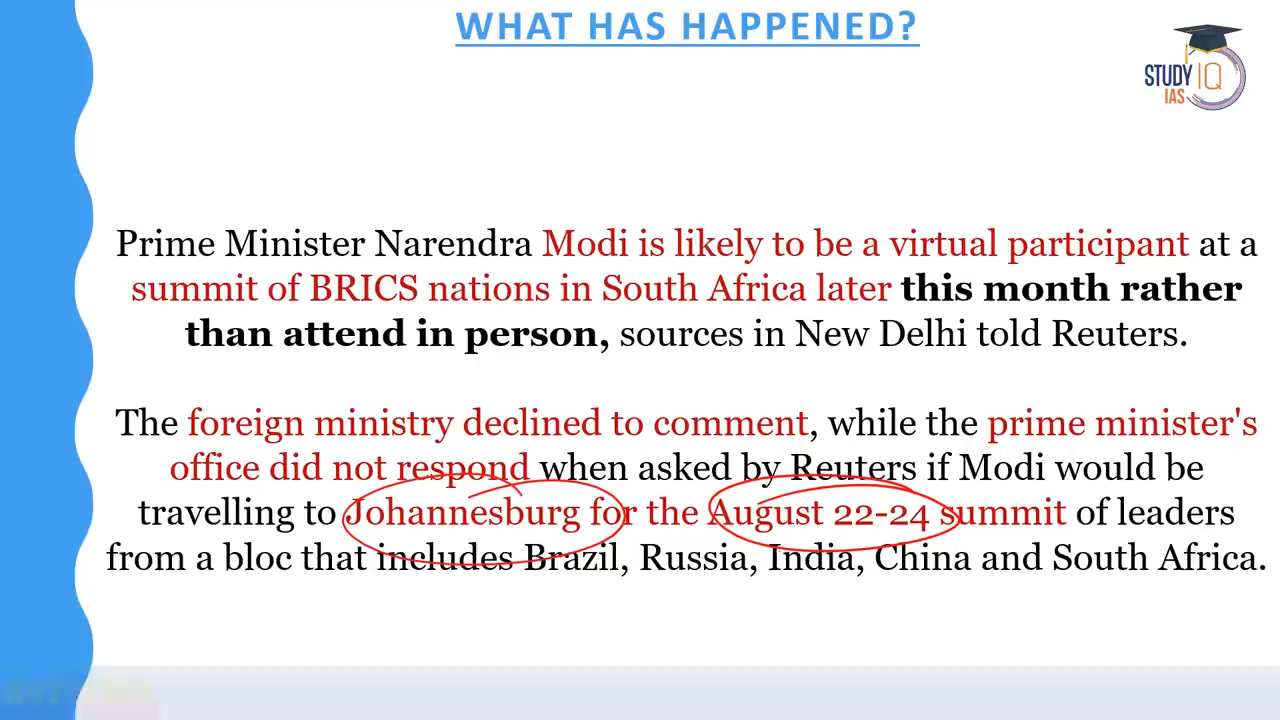 WHAT HAS HAPPENED?
STUDY IQ
IAS
Prime Minister Narendra Modi is likely to be a virtual participant at a
summit of BRICS nations in South Africa later this month rather
than attend in person, sources in New Delhi told Reuters.
The foreign ministry declined to comment, while the prime minister's
office did not respond when asked by Reuters if Modi would be
travelling to Johannesburg for the August 22-24 summit of leaders
from a bloc that includes Brazil, Russia, India, China and South Africa.